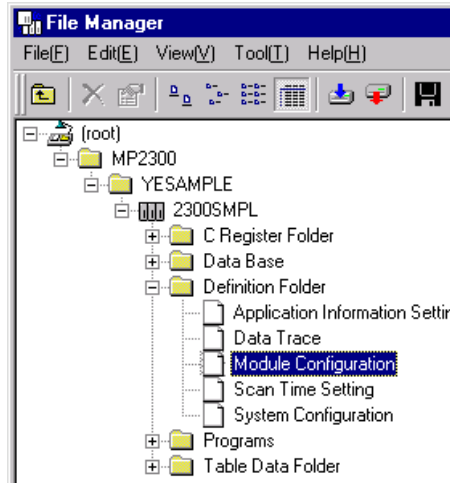 File Manager
File(F) Edit(E) View(V) Tool(T) Help(H)
(root)
MP2300
YESAMPLE
2300SMPL
C Register Folder
Data Base
Definition Folder
Application Information Settin
Data Trace
Module Configuration
Scan Time Setting
System Configuration
Programs
Table Data Folder